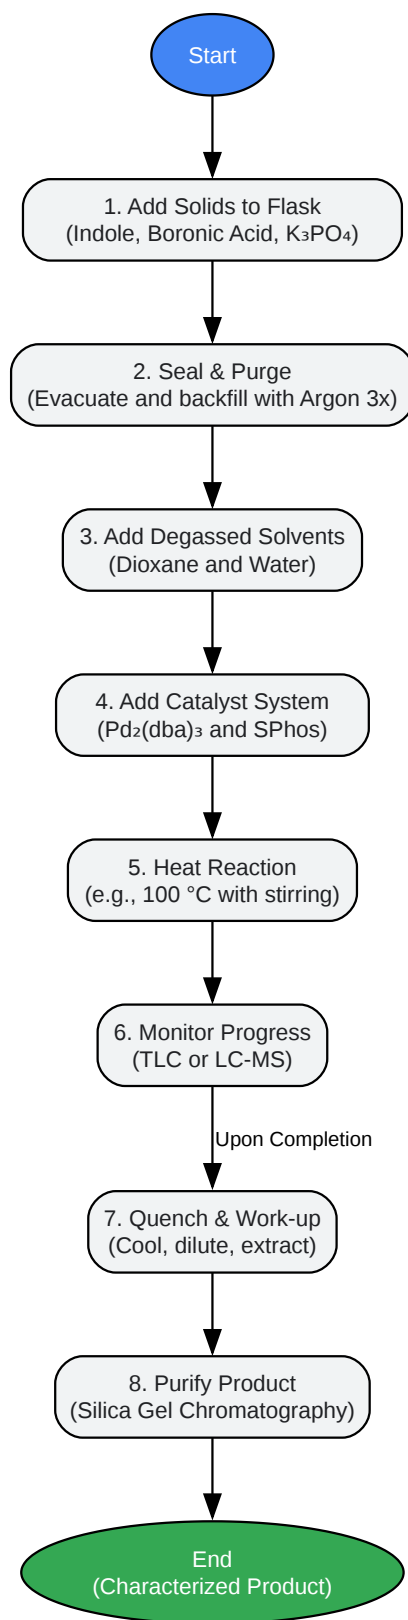 Start
1. Add Solids to Flask
(Indole, Boronic Acid, K₃PO₄)
2. Seal & Purge
(Evacuate and backfill with Argon 3x)
3. Add Degassed Solvents
(Dioxane and Water)
4. Add Catalyst System
(Pd₂(dba)₃ and SPhos)
5. Heat Reaction
(e.g., 100 °C with stirring)
6. Monitor Progress
(TLC or LC-MS)
Upon Completion
7. Quench & Work-up
(Cool, dilute, extract)
8. Purify Product
(Silica Gel Chromatography)
End
(Characterized Product)